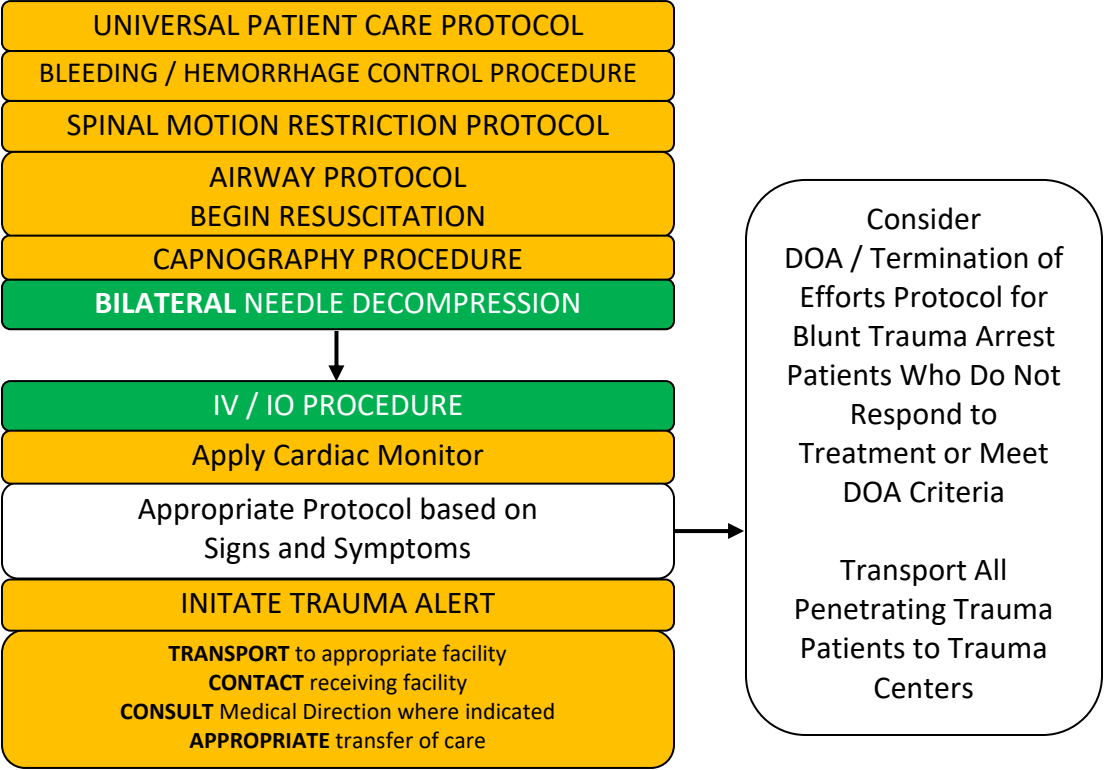 UNIVERSAL PATIENT CARE PROTOCOL
BLEEDING / HEMORRHAGE CONTROL PROCEDURE
SPINAL MOTION RESTRICTION PROTOCOL
AIRWAY PROTOCOL
BEGIN RESUSCITATION
CAPNOGRAPHY PROCEDURE
BILATERAL NEEDLE DECOMPRESSION
IV / IO PROCEDURE
Apply Cardiac Monitor
Appropriate Protocol based on
Signs and Symptoms
INITATE TRAUMA ALERT
TRANSPORT to appropriate facility
CONTACT receiving facility
CONSULT Medical Direction where indicated
APPROPRIATE transfer of care
Consider
DOA / Termination of
Efforts Protocol for
Blunt Trauma Arrest
Patients Who Do Not
Respond to
Treatment or Meet
DOA Criteria
Transport All
Penetrating Trauma
Patients to Trauma
Centers